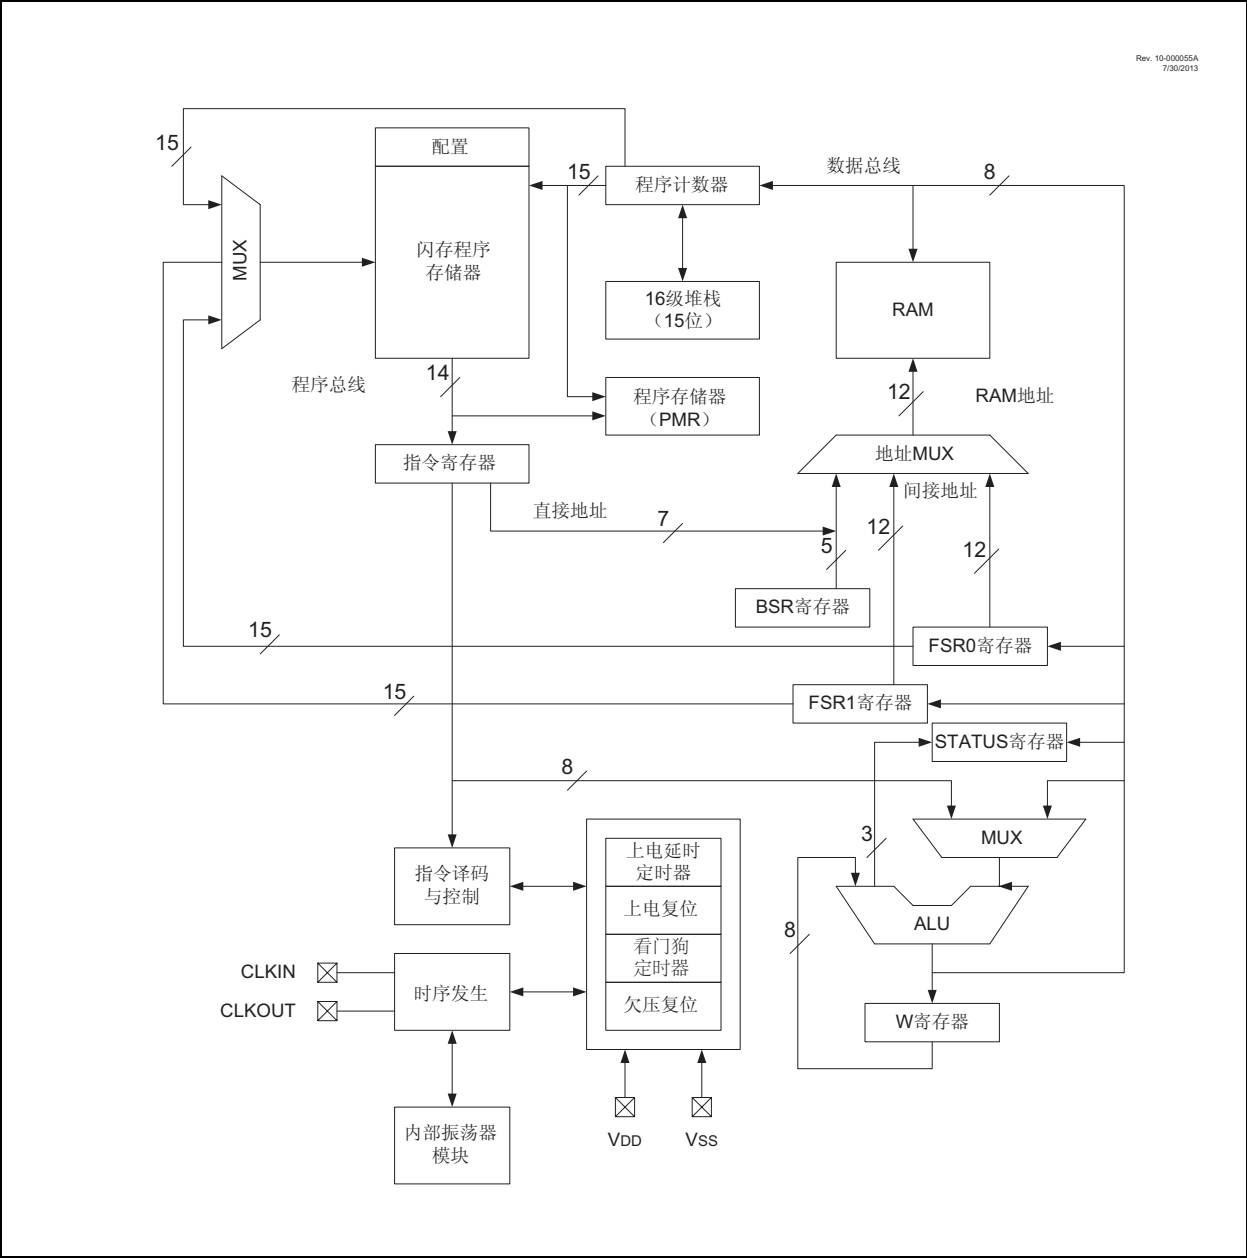 Rev. 10-000055A
7/30/2013
15
配置
15
程序计数器
数据总线
8
MUX
闪存程序
存储器
16级堆栈
（15位）
RAM
程序总线
14
程序存储器
（PMR）
12
RAM地址
指令寄存器
地址MUX
间接地址
直接地址
7
5
12
12
BSR寄存器
15
FSR0寄存器
15
FSR1寄存器
STATUS寄存器
8
3
MUX
指令译码
与控制
上电延时
定时器
上电复位
看门狗
定时器
欠压复位
8
ALU
CLKIN
CLKOUT
时序发生
W寄存器
内部振荡器
模块
VDD
VSS